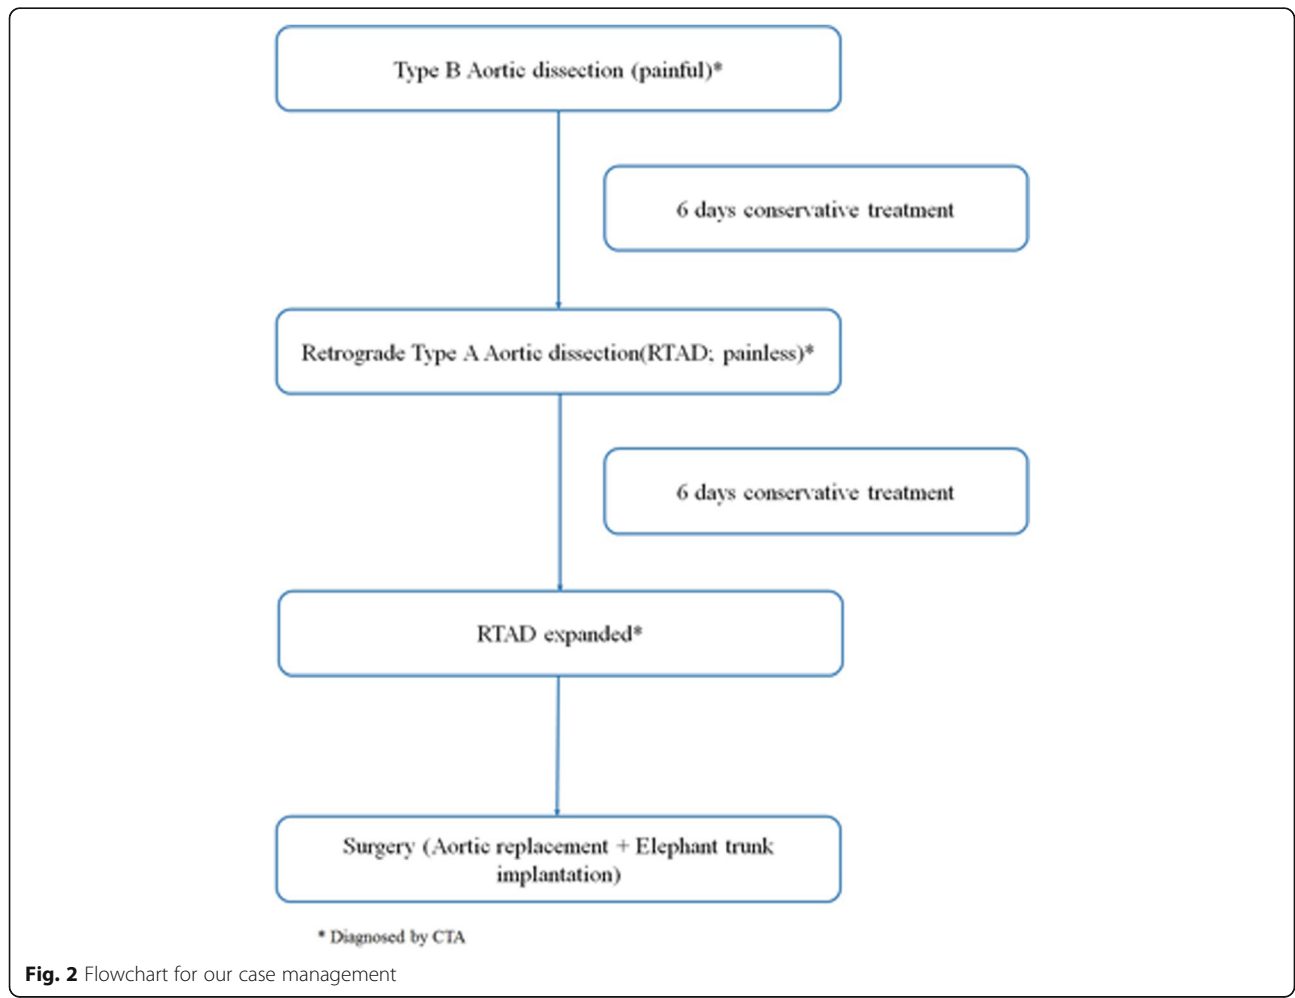 Type B Aortic dissection (painful)*
6 days conservative treatment
Retrograde Type A Aortic dissection(RTAD; painless)*
6 days conservative treatment
RTAD expanded*
Surgery (Aortic replacement + Elephant trunk
implantation)
* Diagnosed by CTA
Fig. 2 Flowchart for our case management